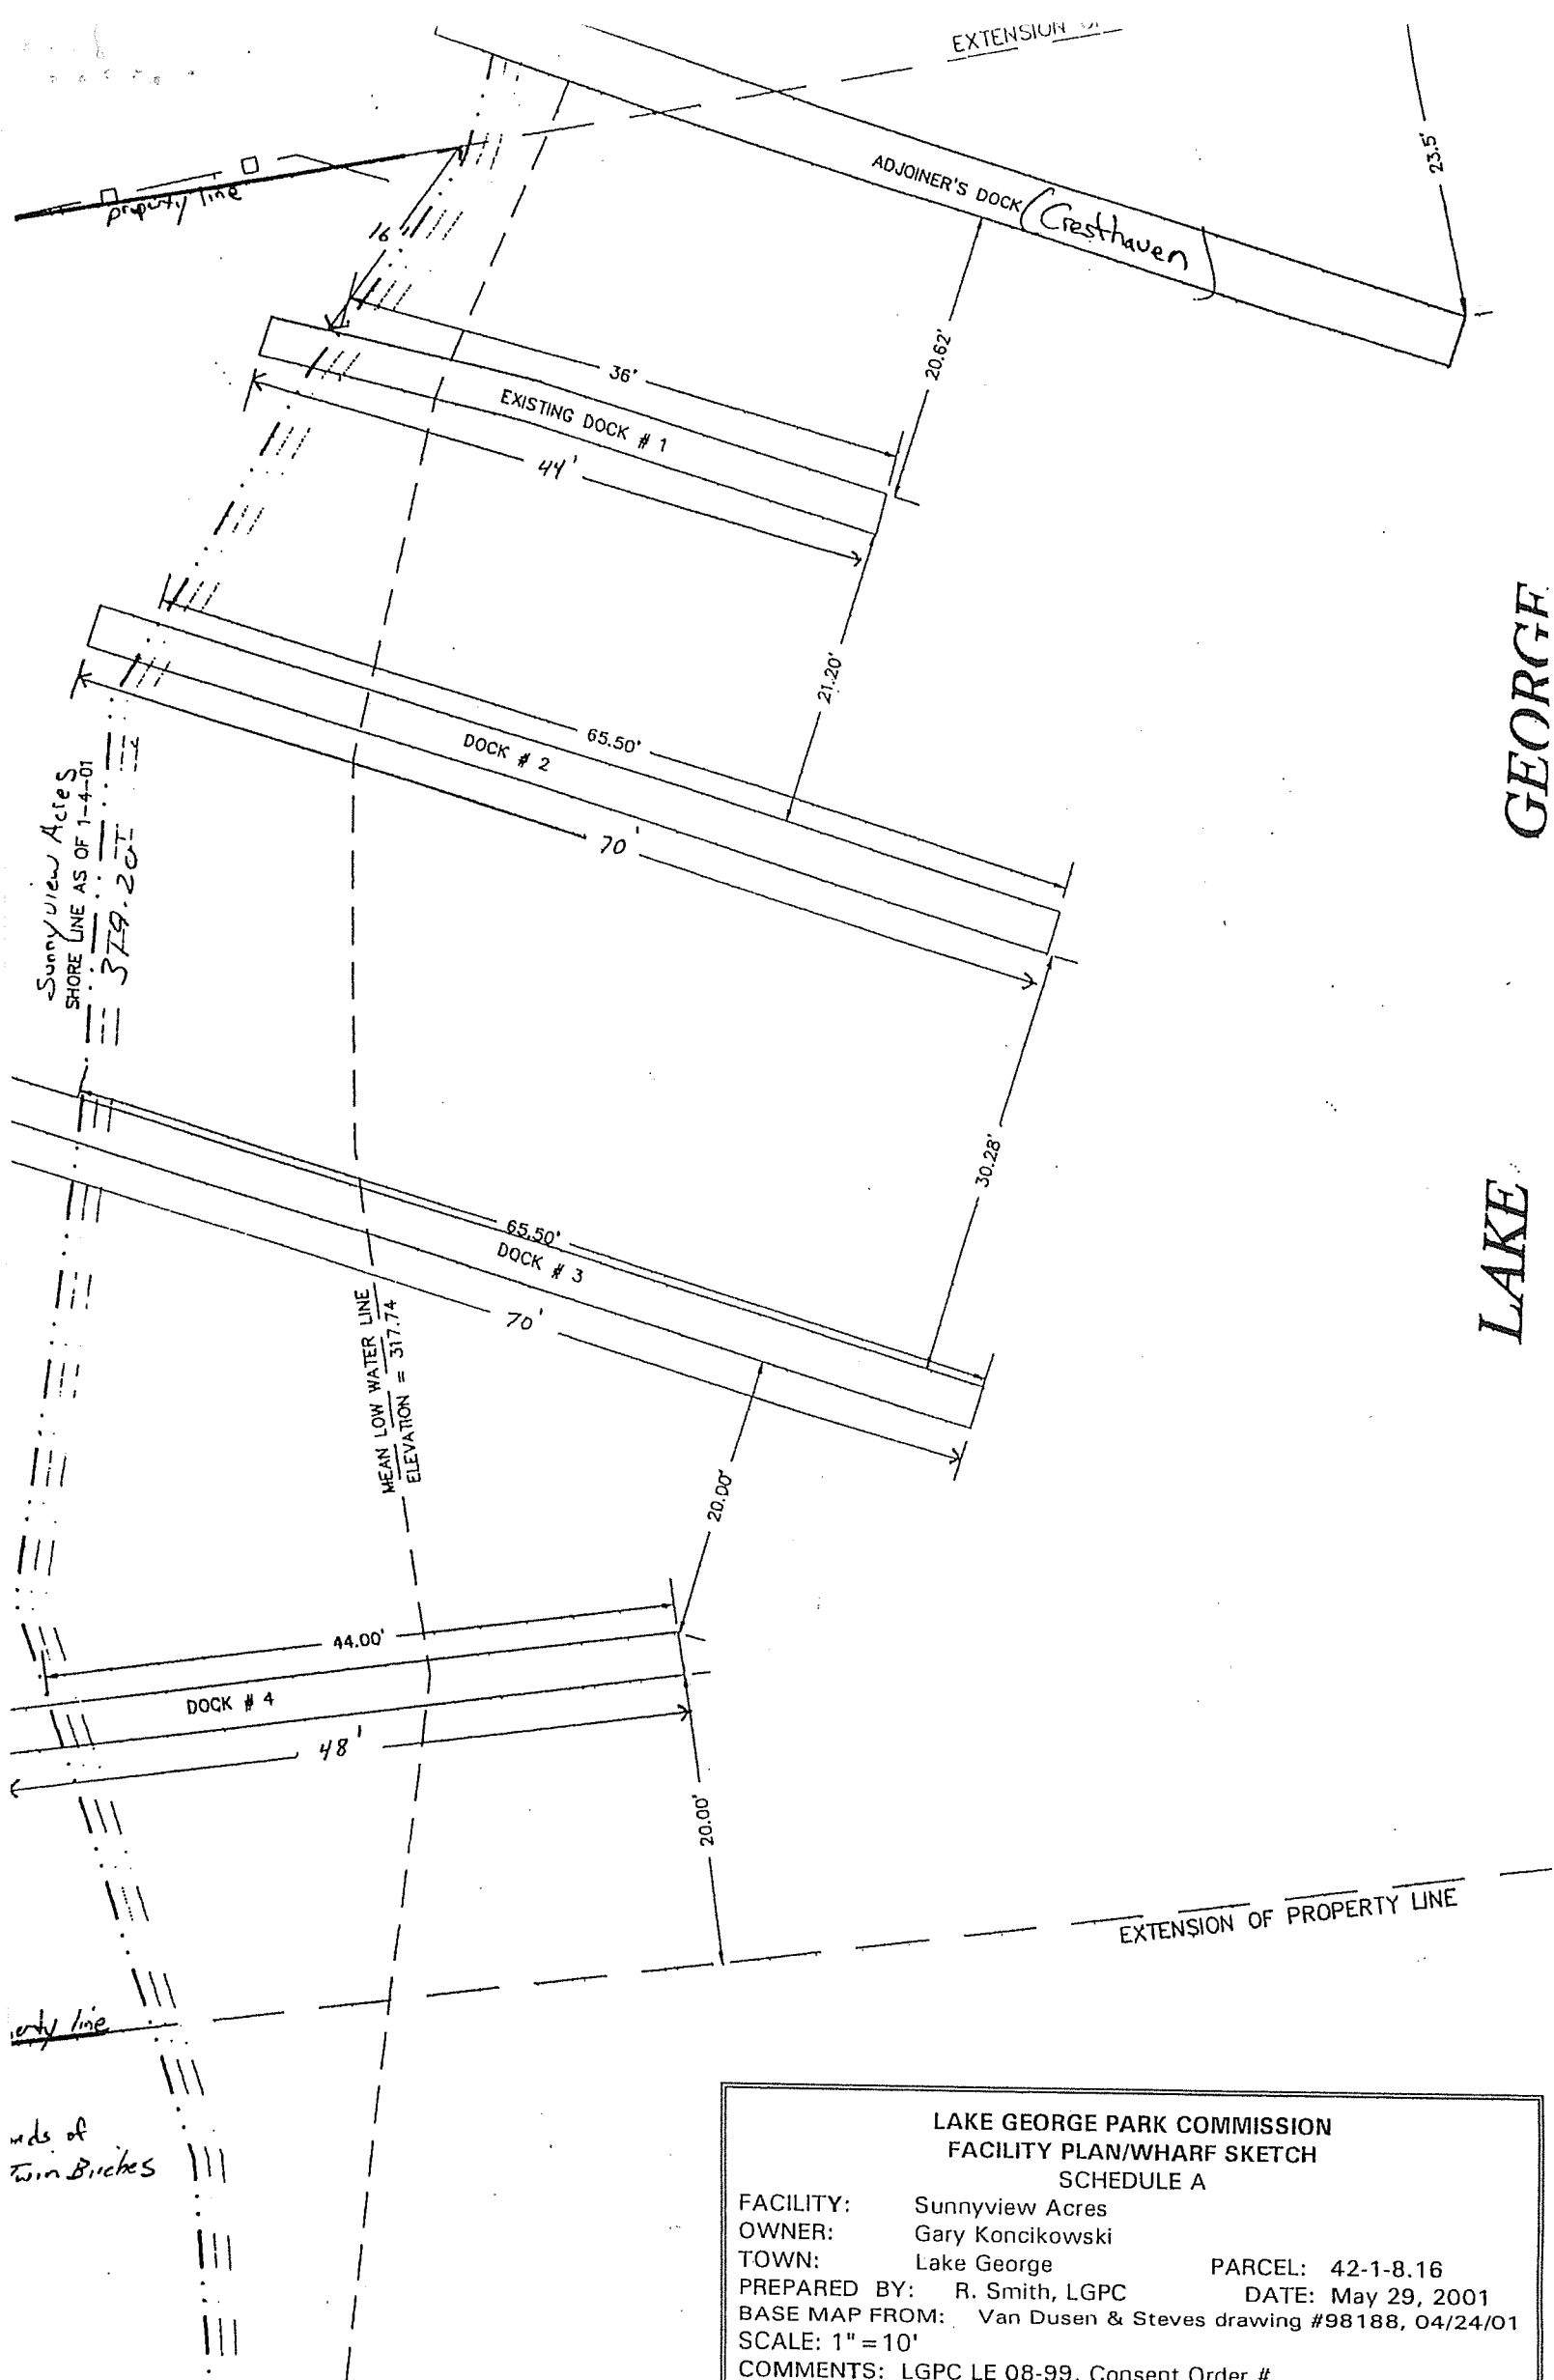 EXTENSION OF
23.5'
property line
ADJOINER'S DOCK (Cresthaven)
16'
20.62'
36'
EXISTING DOCK # 1
44'
21.20'
65.50'
DOCK # 2
70'
GEORGE
Sunnyview Acres
SHORE LINE AS OF 1-4-01
30.28'
65.50'
DOCK # 3
70'
LAKE
MEAN LOW WATER LINE
ELEVATION = 317.74
20.00'
44.00'
DOCK # 4
48'
20.00'
EXTENSION OF PROPERTY LINE
erty line
nds of
Twin Birches
LAKE GEORGE PARK COMMISSION
FACILITY PLAN/WHARF SKETCH
SCHEDULE A
FACILITY: Sunnyview Acres
OWNER: Gary Koncikowski
TOWN: Lake George PARCEL: 42-1-8.16
PREPARED BY: R. Smith, LGPC DATE: May 29, 2001
BASE MAP FROM: Van Dusen & Steves drawing #98188, 04/24/01
SCALE: 1"=10'
COMMENTS: LGPC LE 08-99, Consent Order #